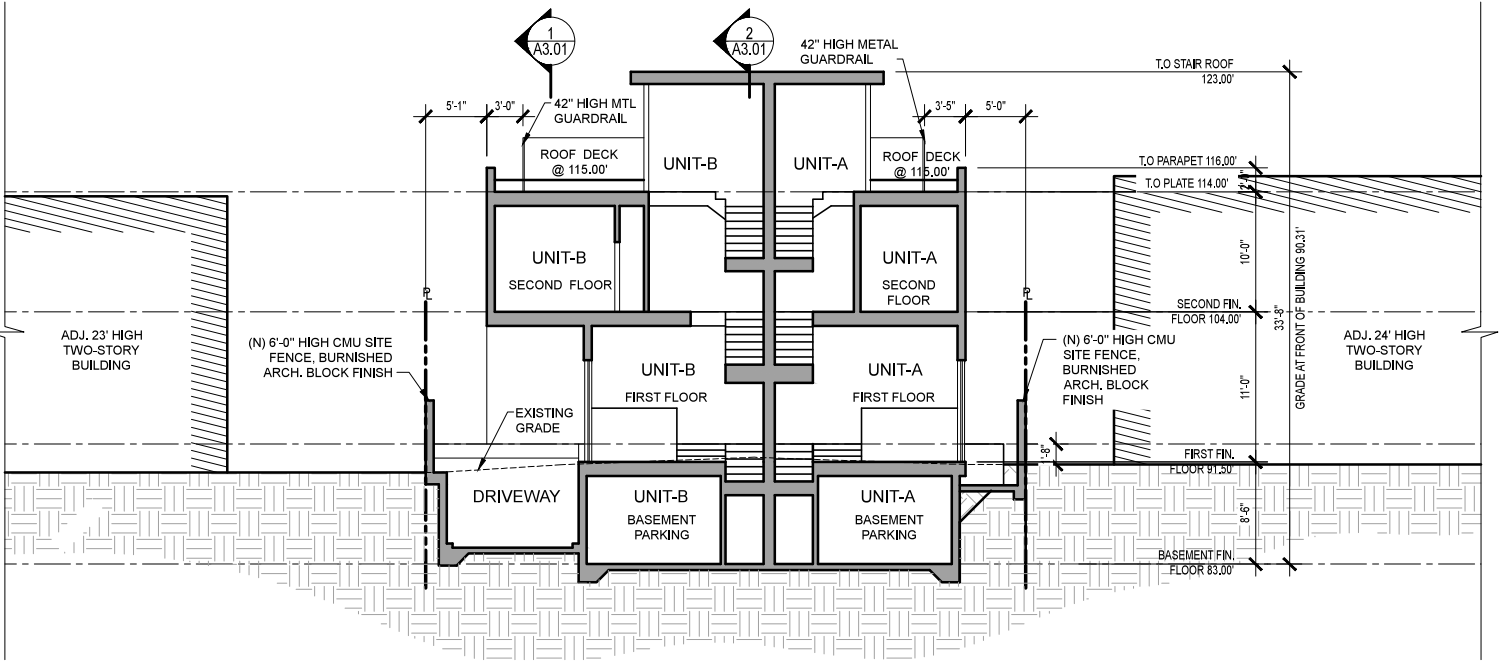 1
A3.01
2
A3.01
42" HIGH METAL
GUARDRAIL
T.O STAIR ROOF
123.00'
5'-1"
3'-0"
42" HIGH MTL
GUARDRAIL
3'-5"
5'-0"
ROOF DECK
@ 115.00'
UNIT-B
UNIT-A
ROOF DECK
@ 115.00'
T.O PARAPET 116.00'
T.O PLATE 114.00'
UNIT-B
SECOND FLOOR
UNIT-A
SECOND
FLOOR
10'-0"
GRADE AT FRONT OF BUILDING 90.31'
33'-8"
SECOND FIN.
FLOOR 104.00'
ADJ. 23' HIGH
TWO-STORY
BUILDING
(N) 6'-0" HIGH CMU SITE
FENCE, BURNISHED
ARCH. BLOCK FINISH
UNIT-B
FIRST FLOOR
UNIT-A
FIRST FLOOR
(N) 6'-0" HIGH CMU
SITE FENCE,
BURNISHED
ARCH. BLOCK
FINISH
ADJ. 24' HIGH
TWO-STORY
BUILDING
11'-0"
EXISTING
GRADE
FIRST FIN.
FLOOR 91.50'
DRIVEWAY
UNIT-B
BASEMENT
PARKING
UNIT-A
BASEMENT
PARKING
8'-6"
BASEMENT FIN.
FLOOR 83.00'